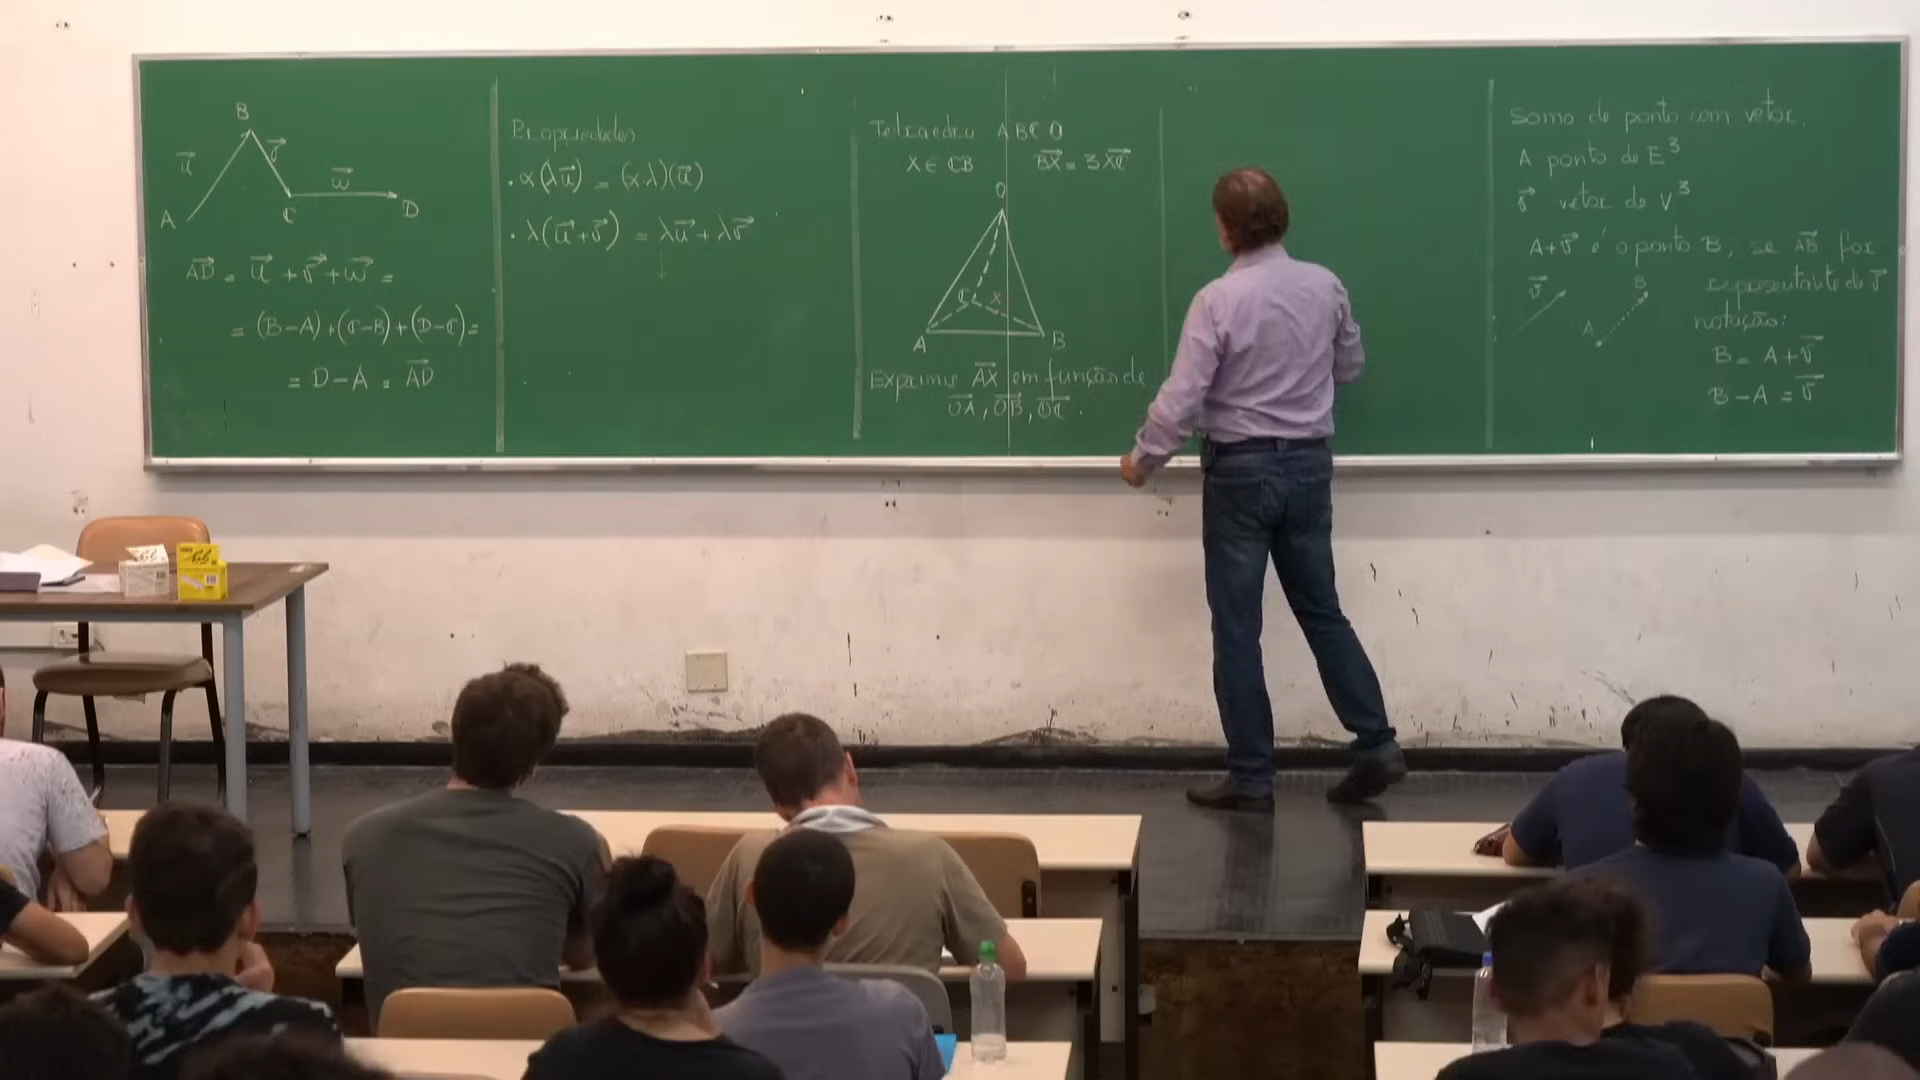 B
u⃗
v⃗
w⃗
A
C
D
AD⃗ = u⃗ + v⃗ + w⃗ =
= (B-A)+(C-B)+(D-C)=
= D-A = AD⃗
Propriedades
. α(λu⃗) = (α.λ)(u⃗)
. λ(u⃗+v⃗) = λu⃗+λv⃗
Tetraedro ABCO
X ∈ CB BX⃗ = 3XC⃗
O
C X
A B
Exprimir AX⃗ em função de
OA⃗, OB⃗, OC⃗.
soma de ponto com vetor.
A ponto de E³
v⃗ vetor de V³
A+v⃗ é o ponto B, se AB⃗ for
representante de v⃗
v⃗
A
B
notação:
B = A+v⃗
B-A = v⃗